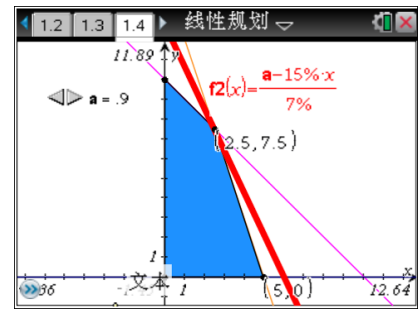 1.2 1.3 1.4 线性规划
11.89 y
a = .9
f2(x)=a-15%·x/7%
(2.5,7.5)
1
x
文本
1
(5,0)
12.64